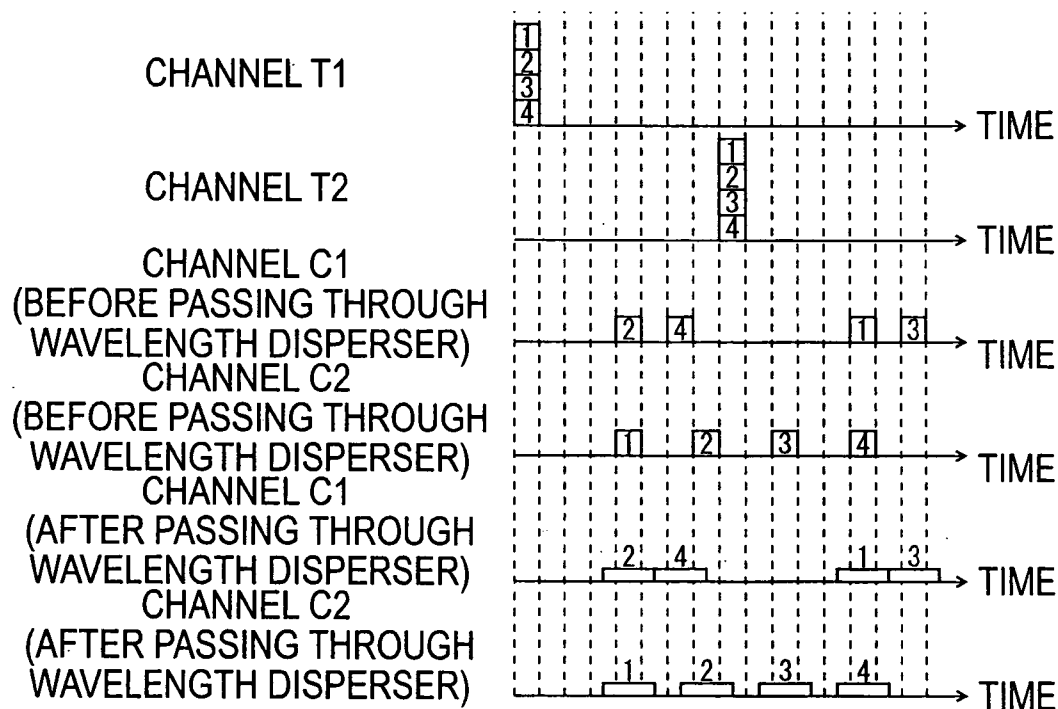 CHANNEL T1
1
2
3
4
TIME
CHANNEL T2
1
2
3
4
TIME
CHANNEL C1
(BEFORE PASSING THROUGH
WAVELENGTH DISPERSER)
2 4 1 3
TIME
CHANNEL C2
(BEFORE PASSING THROUGH
WAVELENGTH DISPERSER)
1 2 3 4
TIME
CHANNEL C1
(AFTER PASSING THROUGH
WAVELENGTH DISPERSER)
2 4 1 3
TIME
CHANNEL C2
(AFTER PASSING THROUGH
WAVELENGTH DISPERSER)
1 2 3 4
TIME